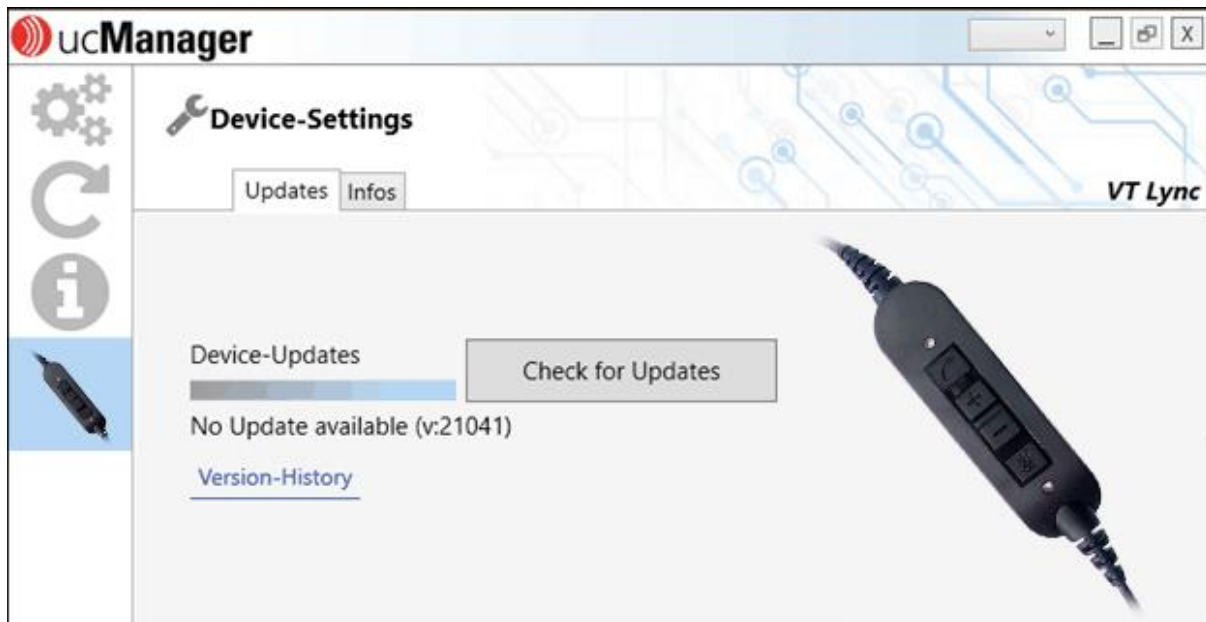 ucManager
X
Device-Settings
Updates
Infos
VT Lync
Device-Updates
Check for Updates
No Update available (v:21041)
Version-History